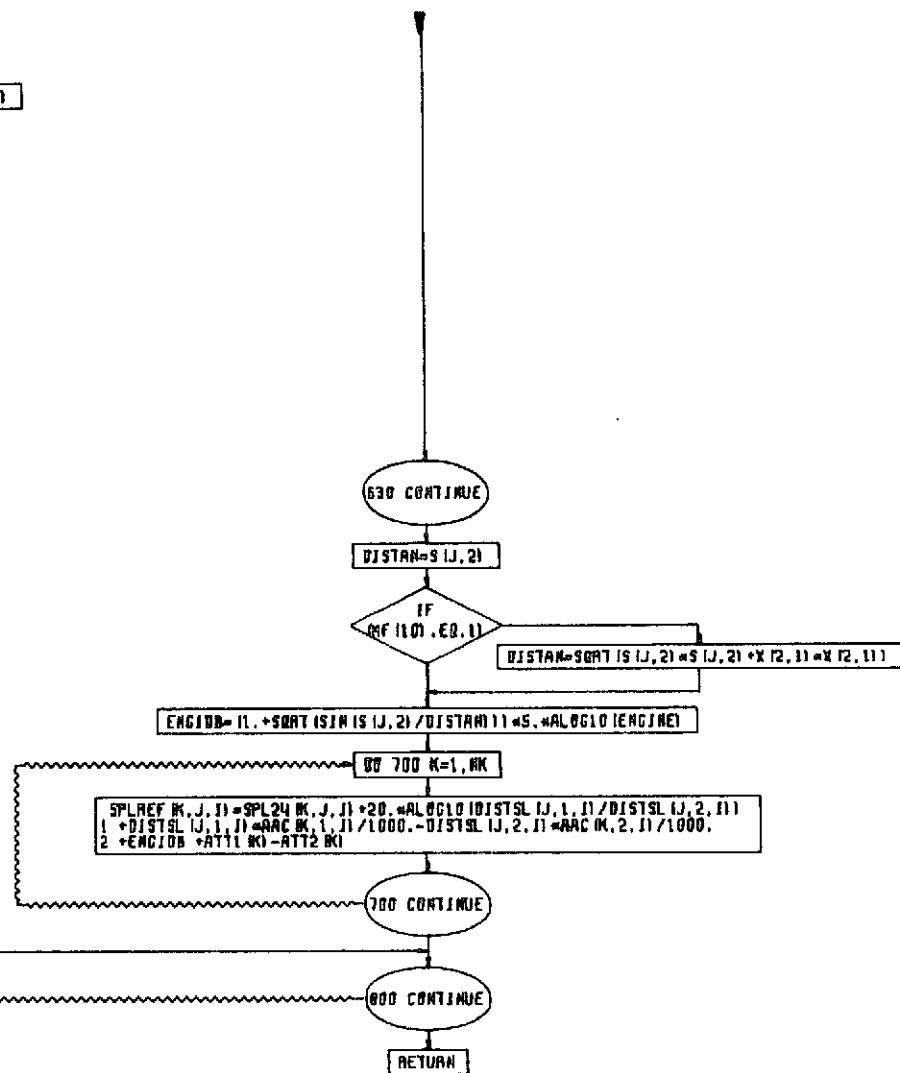 630 CONTINUE
DISTAN=S(J,2)
IF
(MF(10).EQ.1)
DISTAN=SQRT(S(J,2)*S(J,2)+X(2,1)*X(2,1))
ENGIDB=(1.+SQRT(SIN(S(J,2)/DISTAN)))*5.*ALOG10(ENGINE)
DO 700 K=1,NK
SPLREF(K,J,I)=SPL24(K,J,I)+20.*ALOG10(DISTSL(J,1,I)/DISTSL(J,2,I))
1 +DISTSL(J,1,I)*AAC(K,1,I)/1000.-DISTSL(J,2,I)*AAC(K,2,I)/1000.
2 +ENGIDB+ATT1(K)-ATT2(K)
700 CONTINUE
800 CONTINUE
RETURN